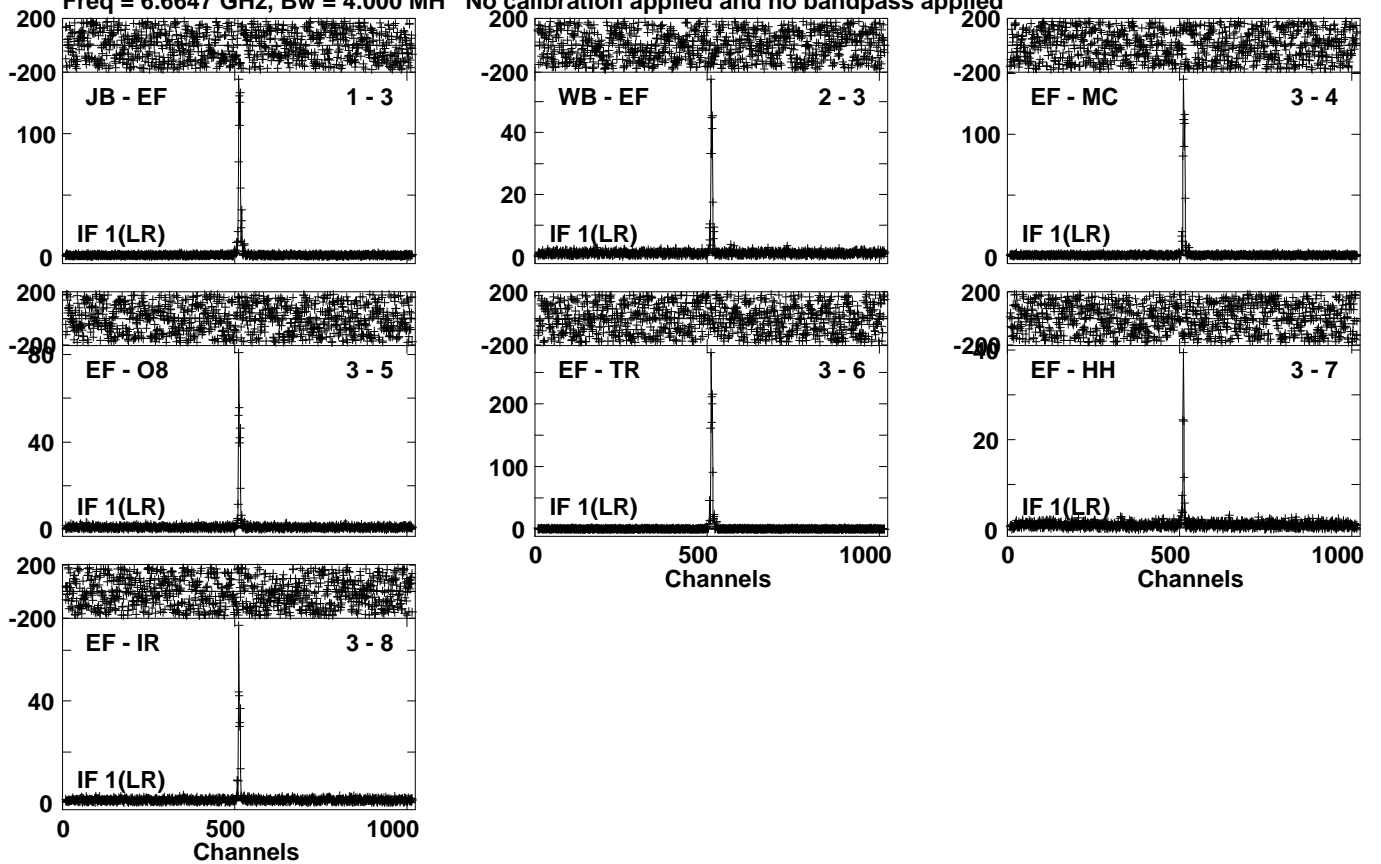 Freq = 6.6647 GHz, Bw = 4.000 MH No calibration applied and no bandpass applied
200 200 200
-200 -200 -200
JB - EF 1 - 3 WB - EF 2 - 3 EF - MC 3 - 4
100 40 100
20
IF 1(LR) IF 1(LR) IF 1(LR)
0 0 0
200 200 200
-200 -200 -200
80 40
EF - O8 3 - 5 EF - TR 3 - 6 EF - HH 3 - 7
40 200 20
100
IF 1(LR) IF 1(LR) IF 1(LR)
0 0 0
0 500 1000 0 500 1000
Channels Channels
200
-200
EF - IR 3 - 8
40
IF 1(LR)
0
0 500 1000
Channels